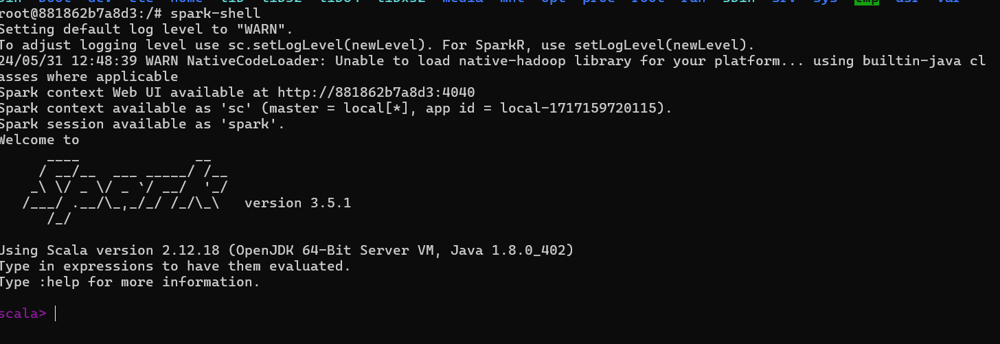 bin boot dev etc home lib lib32 lib64 libx32 media mnt opt proc root run sbin srv sys tmp usr var
root@881862b7a8d3:/# spark-shell
Setting default log level to "WARN".
To adjust logging level use sc.setLogLevel(newLevel). For SparkR, use setLogLevel(newLevel).
24/05/31 12:48:39 WARN NativeCodeLoader: Unable to load native-hadoop library for your platform... using builtin-java cl
asses where applicable
Spark context Web UI available at http://881862b7a8d3:4040
Spark context available as 'sc' (master = local[*], app id = local-1717159720115).
Spark session available as 'spark'.
Welcome to
      ____              __
     / __/__  ___ _____/ /__
    _\ \/ _ \/ _ `/ __/  '_/
   /___/ .__/\_,_/_/ /_/\_\   version 3.5.1
      /_/
Using Scala version 2.12.18 (OpenJDK 64-Bit Server VM, Java 1.8.0_402)
Type in expressions to have them evaluated.
Type :help for more information.
scala>